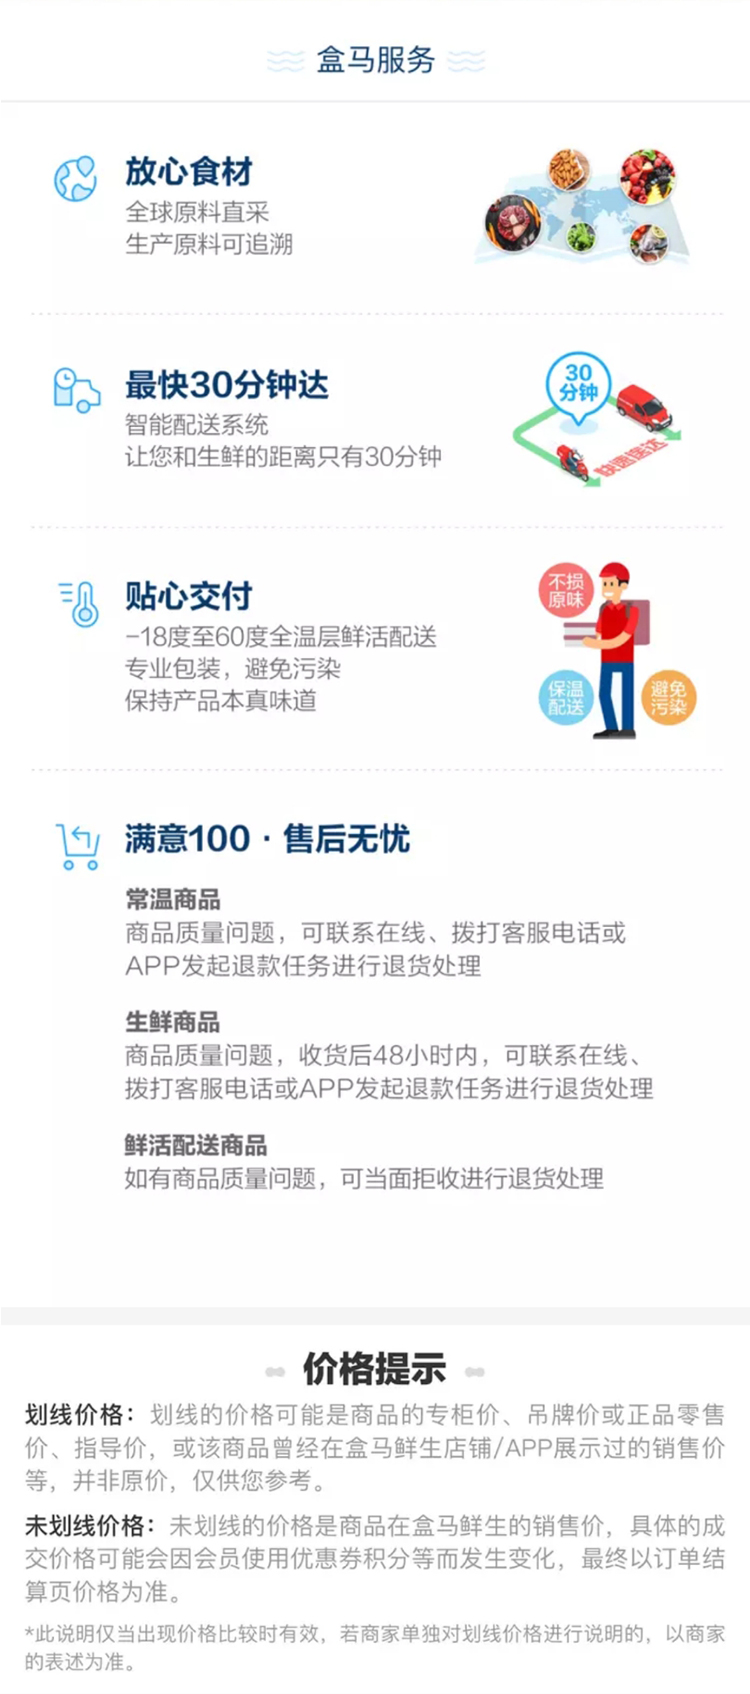 盒马服务
放心食材
全球原料直采
生产原料可追溯
最快30分钟达
智能配送系统
让您和生鲜的距离只有30分钟
30
分钟
快速送达
贴心交付
-18度至60度全温层鲜活配送
专业包装，避免污染
保持产品本真味道
不损
原味
保温
配送
避免
污染
满意100·售后无忧
常温商品
商品质量问题，可联系在线、拨打客服电话或
APP发起退款任务进行退货处理
生鲜商品
商品质量问题，收货后48小时内，可联系在线、
拨打客服电话或APP发起退款任务进行退货处理
鲜活配送商品
如有商品质量问题，可当面拒收进行退货处理
价格提示
划线价格：划线的价格可能是商品的专柜价、吊牌价或正品零售
价、指导价，或该商品曾经在盒马鲜生店铺/APP展示过的销售价
等，并非原价，仅供您参考。
未划线价格：未划线的价格是商品在盒马鲜生的销售价，具体的成
交价格可能会因会员使用优惠券积分等而发生变化，最终以订单结
算页价格为准。
*此说明仅当出现价格比较时有效，若商家单独对划线价格进行说明的，以商家
的表述为准。